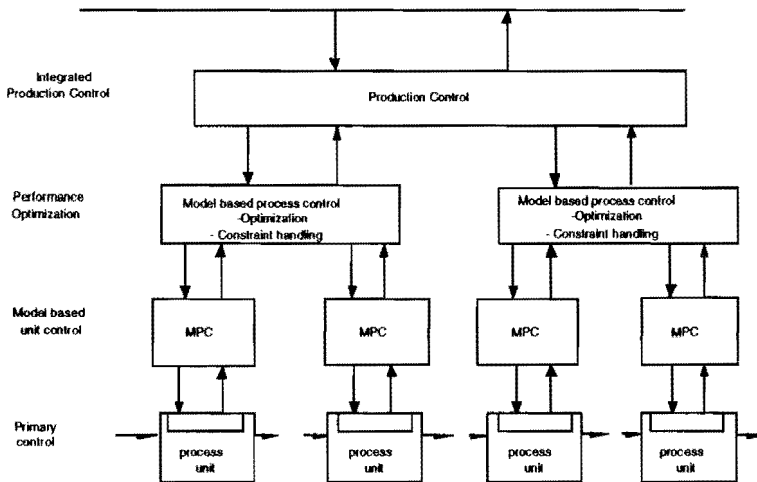 Integrated
Production Control
Production Control
Performance
Optimization
Model based process control
-Optimization
- Constraint handling
Model based process control
-Optimization
- Constraint handling
Model based
unit control
MPC
MPC
MPC
MPC
Primary
control
process
unit
process
unit
process
unit
process
unit